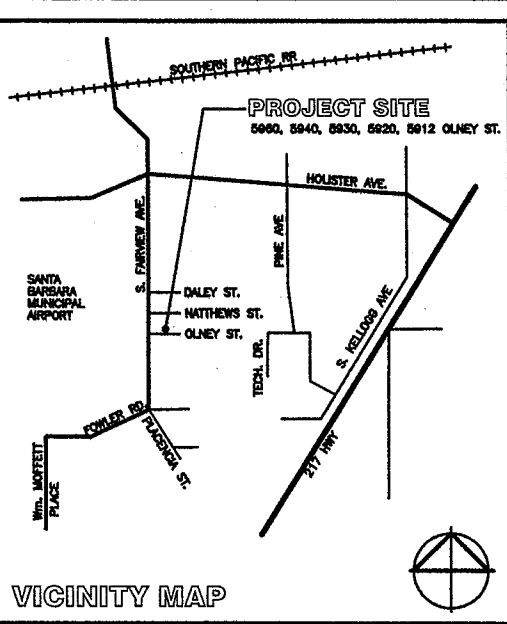 SOUTHERN PACIFIC RR
PROJECT SITE
5960, 5940, 5930, 5920, 5912 OLNEY ST.
HOLISTER AVE.
S. FAIRVIEW AVE.
PINE AVE
SANTA
BARBARA
MUNICIPAL
AIRPORT
DALEY ST.
NATTHEWS ST.
OLNEY ST.
TECH. DR.
S. KELLOGG AVE
FOWLER RD.
PLACENCIA ST.
217 HWY
Wm. MOFFETT
PLACE
VICINITY MAP